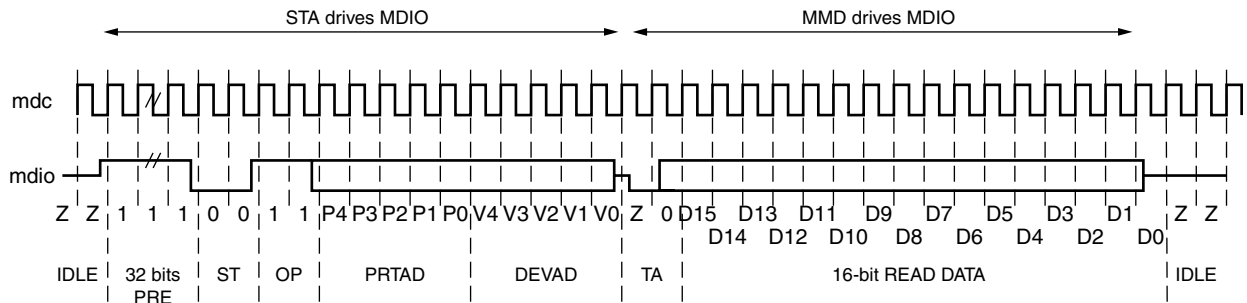 STA drives MDIO MMD drives MDIO
mdc
mdio
Z Z 1 1 1 0 0 1 1 P4 P3 P2 P1 P0 V4 V3 V2 V1 V0 Z 0 D15 D13 D11 D9 D7 D5 D3 D1 Z Z
D14 D12 D10 D8 D6 D4 D2 D0
IDLE 32 bits ST OP PRTAD DEVAD TA 16-bit READ DATA IDLE
PRE